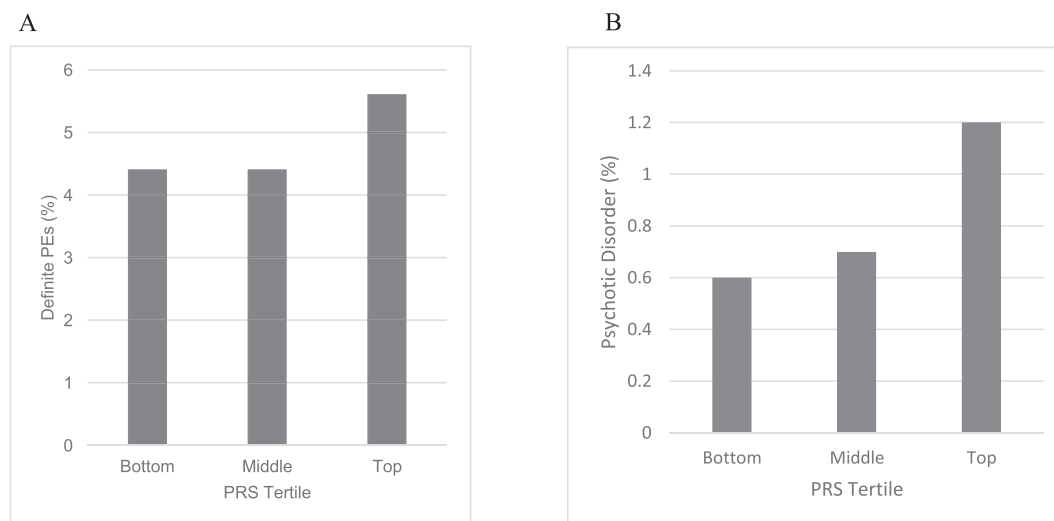 A
6
5
4
3
2
1
0
Definite PEs (%)
Bottom Middle Top
PRS Tertile
B
1.4
1.2
1
0.8
0.6
0.4
0.2
0
Psychotic Disorder (%)
Bottom Middle Top
PRS Tertile